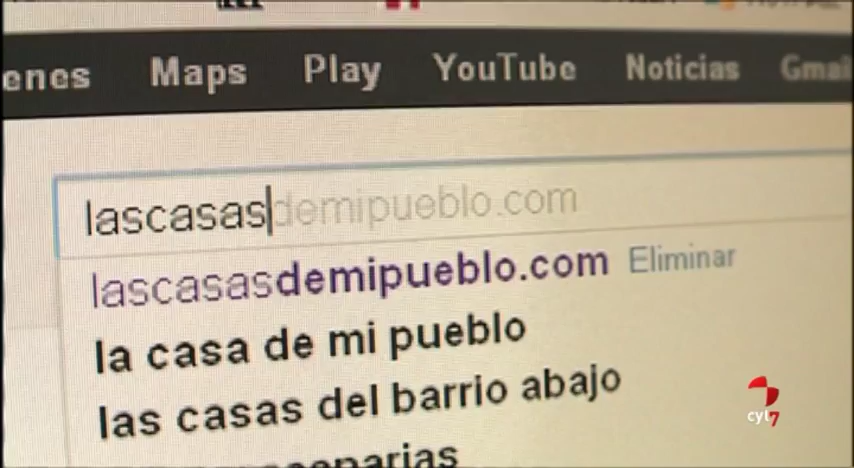 enes Maps Play YouTube Noticias Gmai
lascasasdemipueblo.com
lascasasdemipueblo.com Eliminar
la casa de mi pueblo
las casas del barrio abajo
cyl7